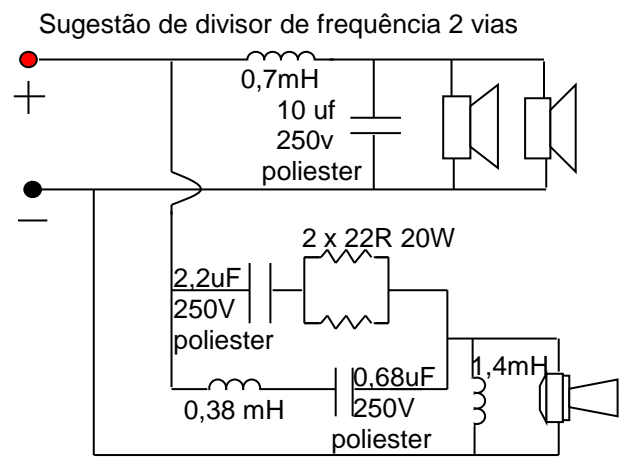 Sugestão de divisor de frequência 2 vias
+
0,7mH
10 uf
250v
poliester
−
2 x 22R 20W
2,2uF
250V
poliester
0,68uF
250V
poliester
0,38 mH
1,4mH